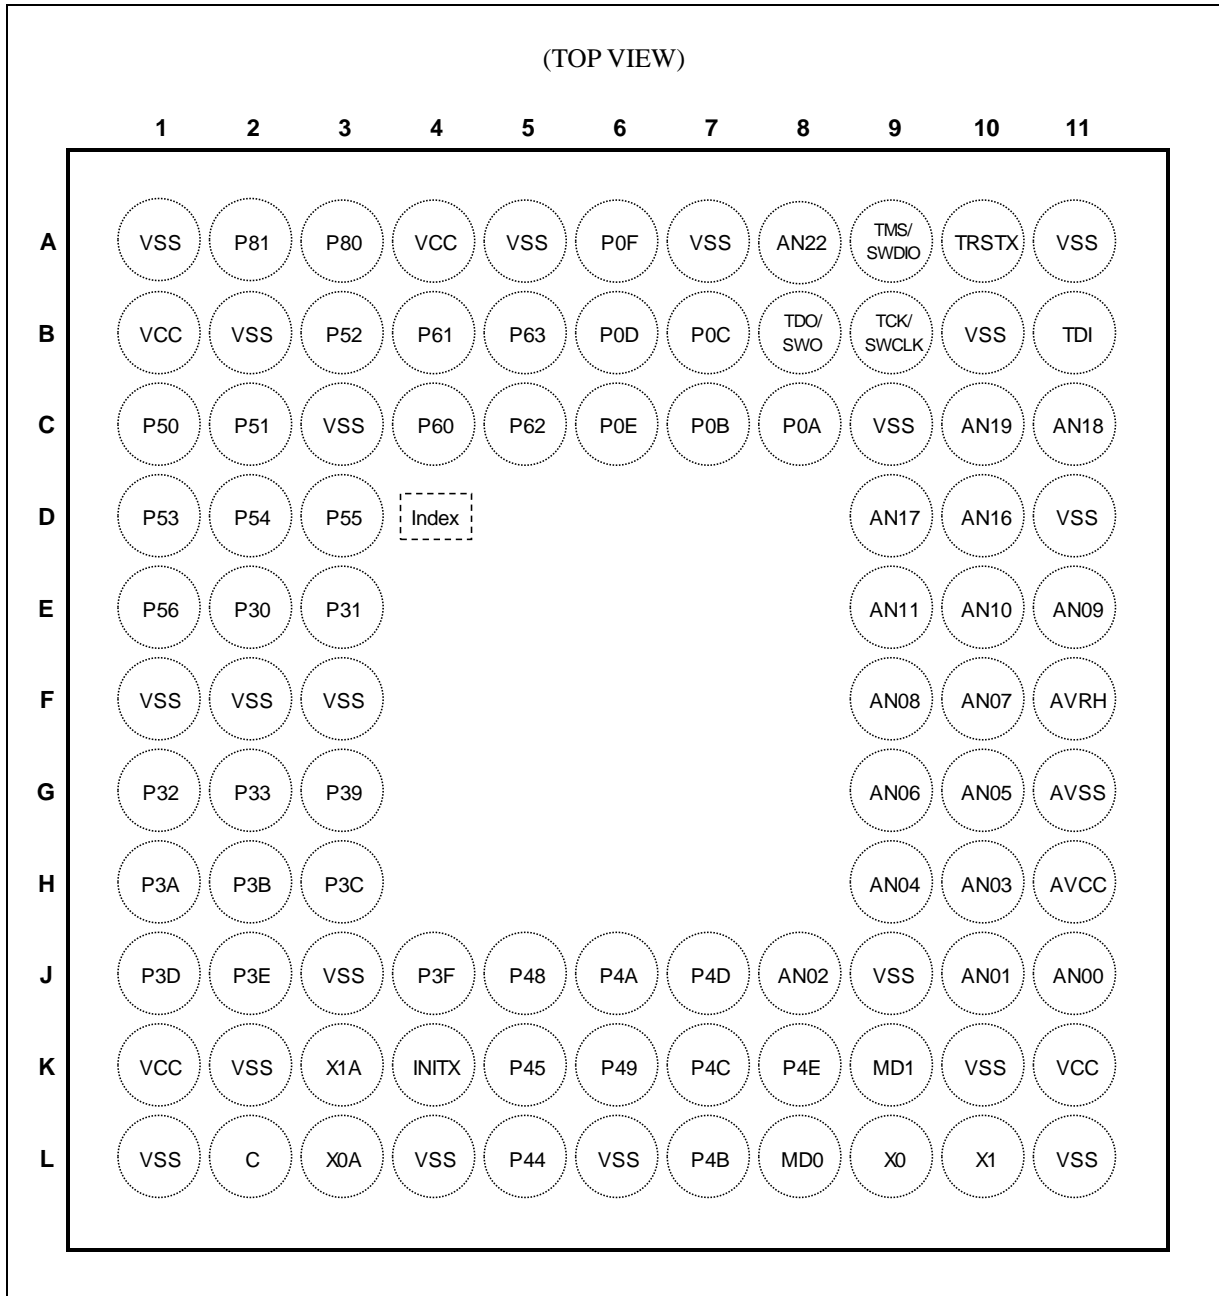 (TOP VIEW)
1 2 3 4 5 6 7 8 9 10 11
A VSS P81 P80 VCC VSS P0F VSS AN22 TMS/SWDIO TRSTX VSS
B VCC VSS P52 P61 P63 P0D P0C TDO/SWO TCK/SWCLK VSS TDI
C P50 P51 VSS P60 P62 P0E P0B P0A VSS AN19 AN18
D P53 P54 P55 Index AN17 AN16 VSS
E P56 P30 P31 AN11 AN10 AN09
F VSS VSS VSS AN08 AN07 AVRH
G P32 P33 P39 AN06 AN05 AVSS
H P3A P3B P3C AN04 AN03 AVCC
J P3D P3E VSS P3F P48 P4A P4D AN02 VSS AN01 AN00
K VCC VSS X1A INITX P45 P49 P4C P4E MD1 VSS VCC
L VSS C X0A VSS P44 VSS P4B MD0 X0 X1 VSS